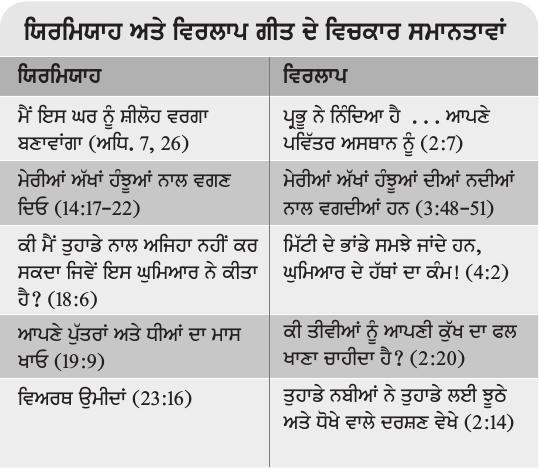 ਯਿਰਮਿਯਾਹ ਅਤੇ ਵਿਰਲਾਪ ਗੀਤ ਦੇ ਵਿਚਕਾਰ ਸਮਾਨਤਾਵਾਂ
ਯਿਰਮਿਯਾਹ
ਵਿਰਲਾਪ
ਮੈਂ ਇਸ ਘਰ ਨੂੰ ਸ਼ੀਲੋਹ ਵਰਗਾ
ਬਣਾਵਾਂਗਾ (ਅਧਿ. 7, 26)
ਪ੍ਰਭੂ ਨੇ ਨਿੰਦਿਆ ਹੈ ... ਆਪਣੇ
ਪਵਿੱਤਰ ਅਸਥਾਨ ਨੂੰ (2:7)
ਮੇਰੀਆਂ ਅੱਖਾਂ ਹੰਝੂਆਂ ਨਾਲ ਵਗਣ
ਦਿਓ (14:17–22)
ਮੇਰੀਆਂ ਅੱਖਾਂ ਹੰਝੂਆਂ ਦੀਆਂ ਨਦੀਆਂ
ਨਾਲ ਵਗਦੀਆਂ ਹਨ (3:48–51)
ਕੀ ਮੈਂ ਤੁਹਾਡੇ ਨਾਲ ਅਜਿਹਾ ਨਹੀਂ ਕਰ
ਸਕਦਾ ਜਿਵੇਂ ਇਸ ਘੁਮਿਆਰ ਨੇ ਕੀਤਾ
ਹੈ? (18:6)
ਮਿੱਟੀ ਦੇ ਭਾਂਡੇ ਸਮਝੇ ਜਾਂਦੇ ਹਨ,
ਘੁਮਿਆਰ ਦੇ ਹੱਥਾਂ ਦਾ ਕੰਮ! (4:2)
ਆਪਣੇ ਪੁੱਤਰਾਂ ਅਤੇ ਧੀਆਂ ਦਾ ਮਾਸ
ਖਾਓ (19:9)
ਕੀ ਤੀਵੀਆਂ ਨੂੰ ਆਪਣੀ ਕੁੱਖ ਦਾ ਫਲ
ਖਾਣਾ ਚਾਹੀਦਾ ਹੈ? (2:20)
ਵਿਅਰਥ ਉਮੀਦਾਂ (23:16)
ਤੁਹਾਡੇ ਨਬੀਆਂ ਨੇ ਤੁਹਾਡੇ ਲਈ ਝੂਠੇ
ਅਤੇ ਧੋਖੇ ਵਾਲੇ ਦਰਸ਼ਣ ਵੇਖੇ (2:14)